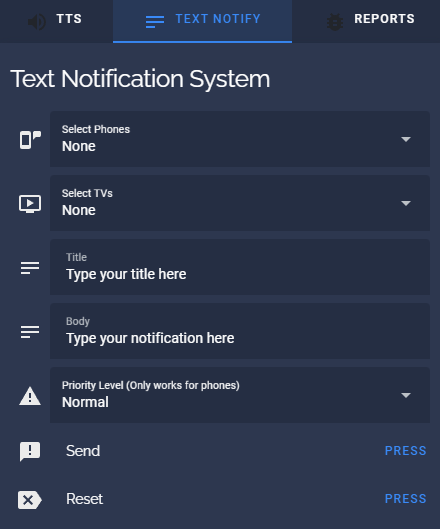 TTS
TEXT NOTIFY
REPORTS
Text Notification System
Select Phones
None
Select TVs
None
Title
Type your title here
Body
Type your notification here
Priority Level (Only works for phones)
Normal
Send PRESS
Reset PRESS